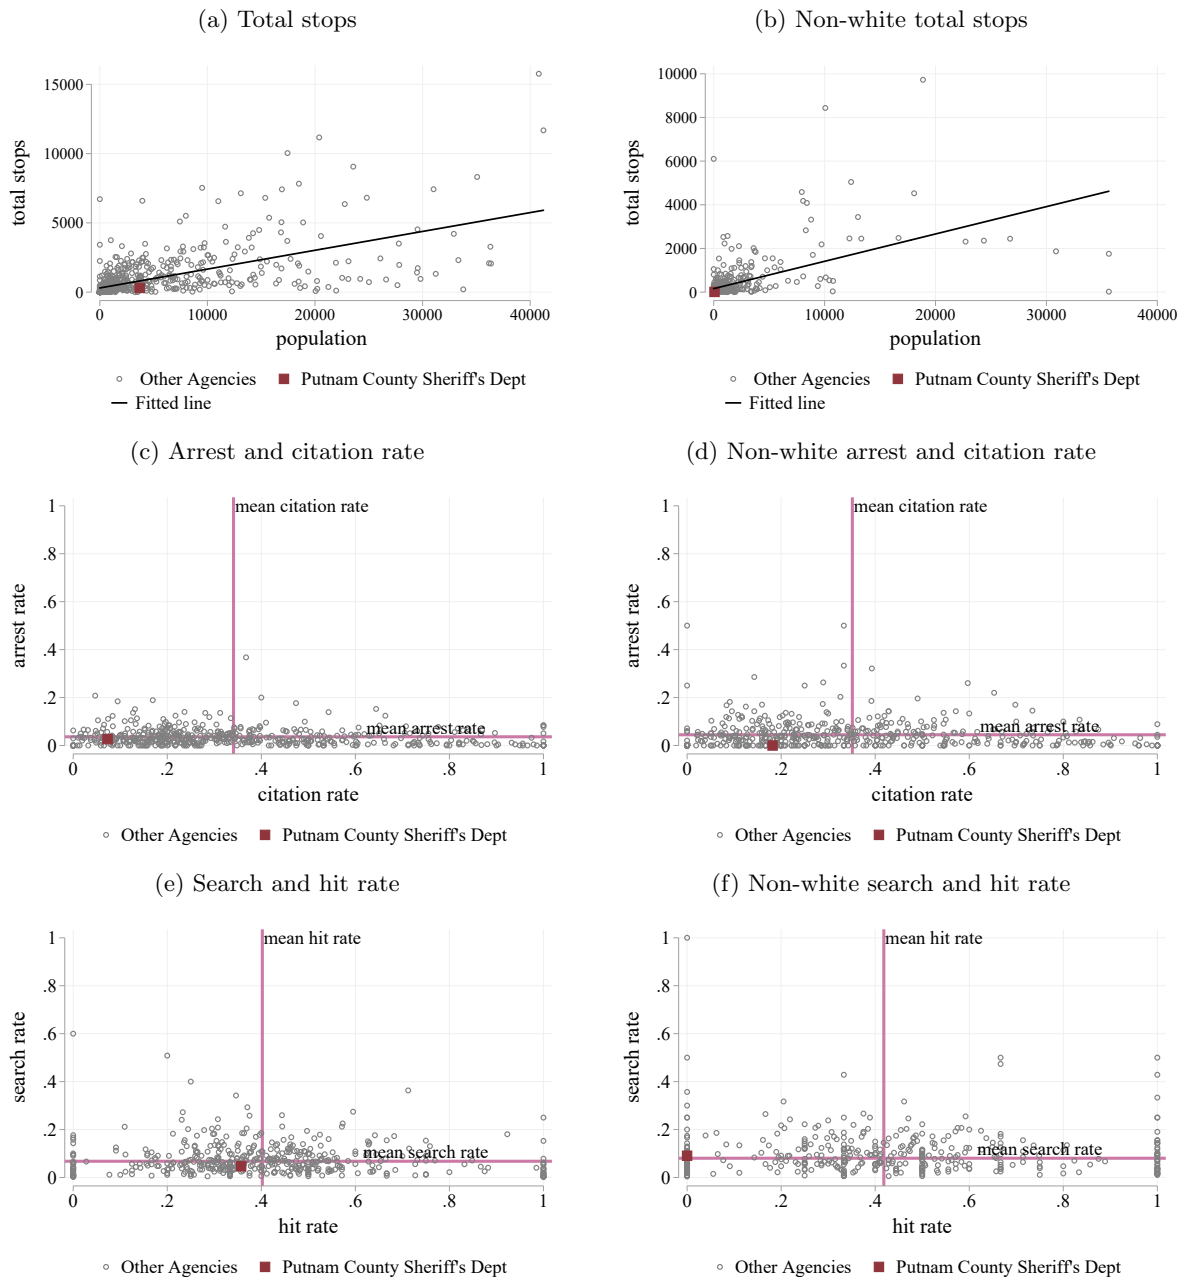 (a) Total stops
(b) Non-white total stops
total stops
15000
10000
5000
0
0 10000 20000 30000 40000
population
Other Agencies Putnam County Sheriff's Dept
Fitted line
total stops
10000
8000
6000
4000
2000
0
0 10000 20000 30000 40000
population
Other Agencies Putnam County Sheriff's Dept
Fitted line
(c) Arrest and citation rate
(d) Non-white arrest and citation rate
arrest rate
1
.8
.6
.4
.2
0
mean citation rate
mean arrest rate
0 .2 .4 .6 .8 1
citation rate
Other Agencies Putnam County Sheriff's Dept
arrest rate
1
.8
.6
.4
.2
0
mean citation rate
mean arrest rate
0 .2 .4 .6 .8 1
citation rate
Other Agencies Putnam County Sheriff's Dept
(e) Search and hit rate
(f) Non-white search and hit rate
search rate
1
.8
.6
.4
.2
0
mean hit rate
mean search rate
0 .2 .4 .6 .8 1
hit rate
Other Agencies Putnam County Sheriff's Dept
search rate
1
.8
.6
.4
.2
0
mean hit rate
mean search rate
0 .2 .4 .6 .8 1
hit rate
Other Agencies Putnam County Sheriff's Dept